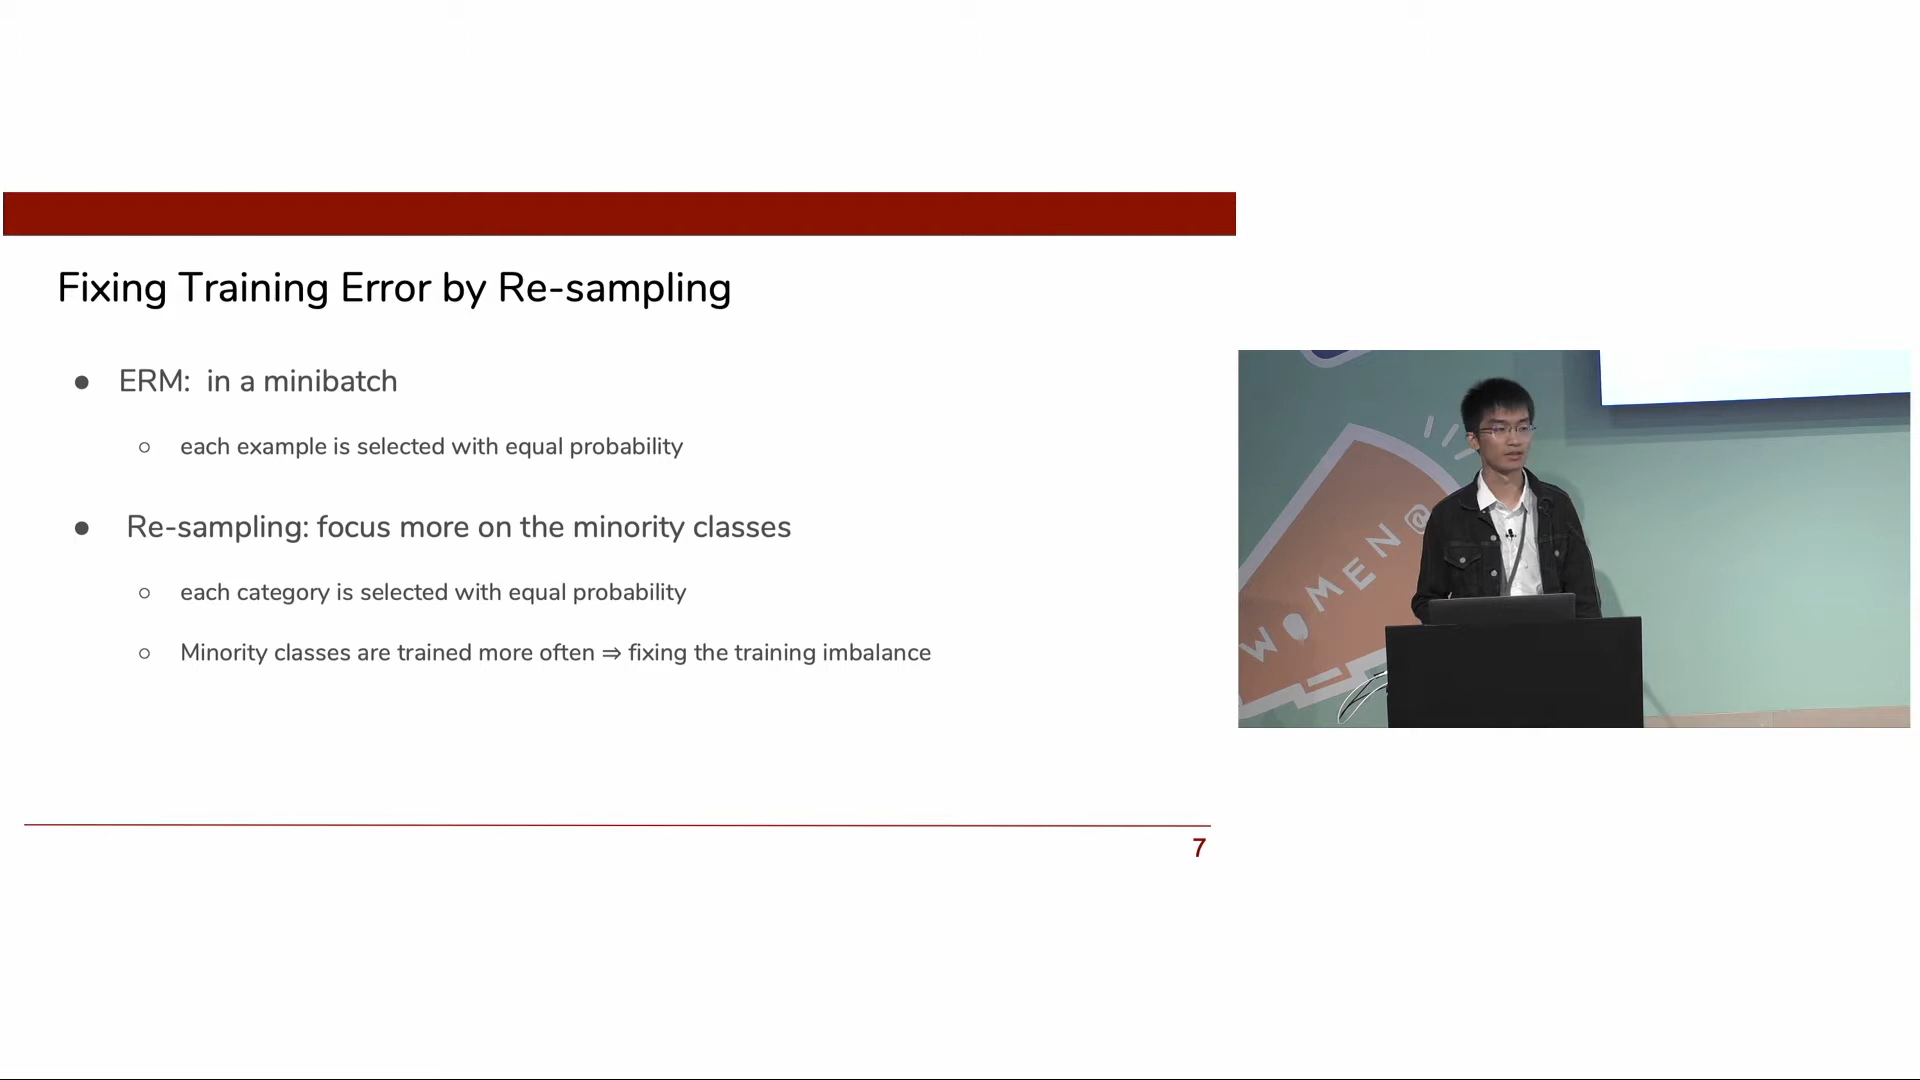 Fixing Training Error by Re-sampling
● ERM: in a minibatch
○ each example is selected with equal probability
● Re-sampling: focus more on the minority classes
○ each category is selected with equal probability
○ Minority classes are trained more often ⇒ fixing the training imbalance
7
WOMEN @